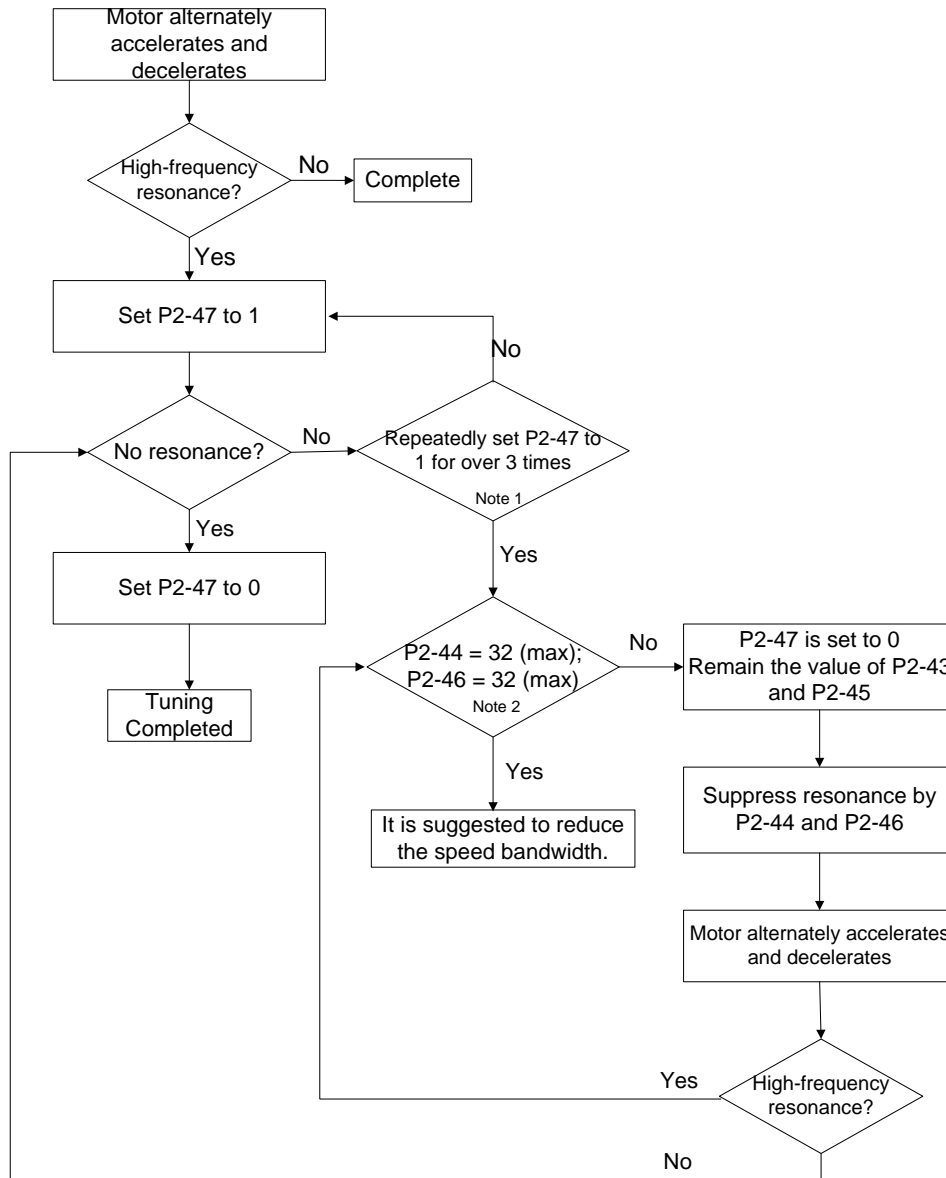 Motor alternately
accelerates and
decelerates
High-frequency
resonance?
No
Complete
Yes
Set P2-47 to 1
No
No resonance?
No
Repeatedly set P2-47 to
1 for over 3 times
Note 1
Yes
Yes
Set P2-47 to 0
P2-44 = 32 (max);
P2-46 = 32 (max)
Note 2
No
P2-47 is set to 0
Remain the value of P2-43
and P2-45
Tuning
Completed
Yes
It is suggested to reduce
the speed bandwidth.
Suppress resonance by
P2-44 and P2-46
Motor alternately accelerates
and decelerates
Yes
High-frequency
resonance?
No